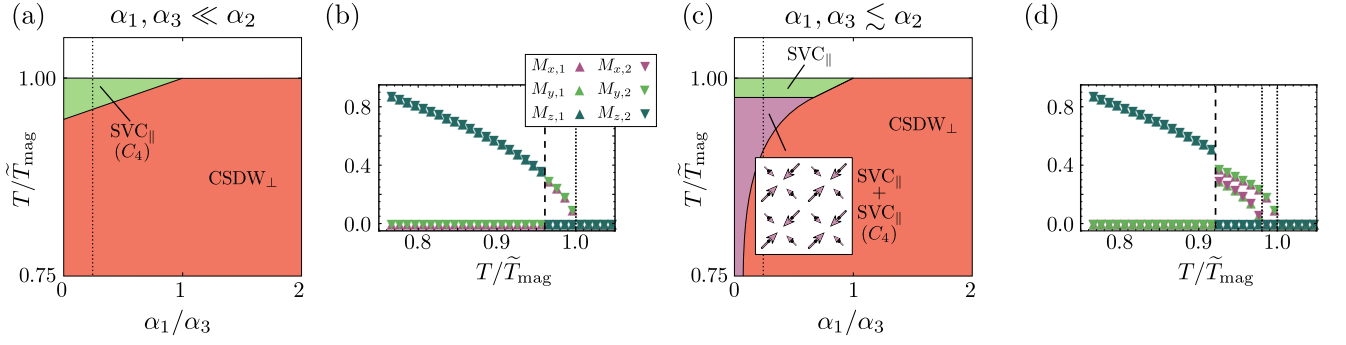 (a) α₁, α₃ ≪ α₂
1.00
0.75
T/T̃mag
SVC∥
(C₄)
CSDW⊥
0 1 2
α₁/α₃
(b)
Mx,1 Mx,2
My,1 My,2
Mz,1 Mz,2
0.8
0.4
0.0
0.8 0.9 1.0
T/T̃mag
(c) α₁, α₃ ≲ α₂
1.00
0.75
T/T̃mag
SVC∥
CSDW⊥
SVC∥
+
SVC∥
(C₄)
0 1 2
α₁/α₃
(d)
0.8
0.4
0.0
0.8 0.9 1.0
T/T̃mag